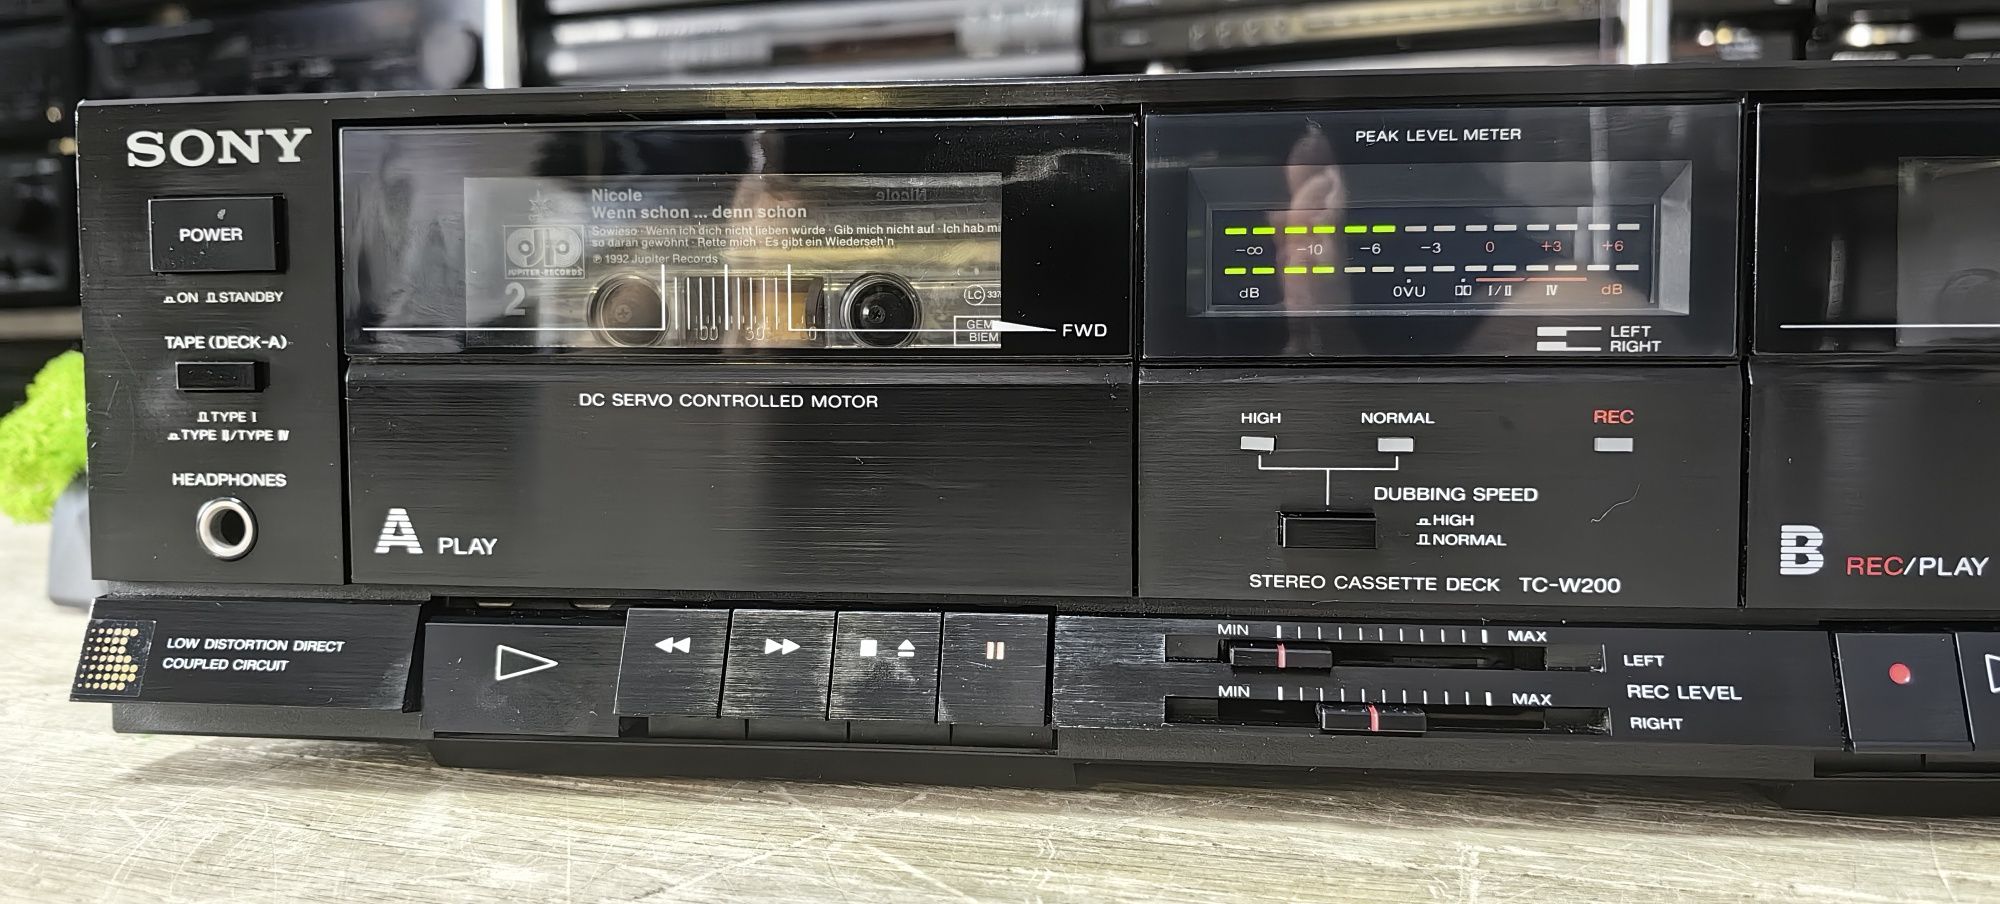 SONY
POWER
ON STANDBY
TAPE (DECK-A)
TYPE I
TYPE II/TYPE IV
HEADPHONES
Nicole
Wenn schon ... denn schon
Sowieso · Wenn ich dich nicht lieben würde · Gib mich nicht auf · Ich hab mi
so daran gewöhnt · Rette mich · Es gibt ein Wiederseh'n
℗ 1992 Jupiter Records
JUPITER-RECORDS
2
LC
GEM
BIEM
FWD
DC SERVO CONTROLLED MOTOR
A PLAY
PEAK LEVEL METER
-∞ -10 -6 -3 0 +3 +6
dB 0VU I/II IV dB
LEFT
RIGHT
HIGH NORMAL REC
DUBBING SPEED
HIGH
NORMAL
STEREO CASSETTE DECK TC-W200
B REC/PLAY
LOW DISTORTION DIRECT
COUPLED CIRCUIT
MIN MAX
LEFT
REC LEVEL
MIN MAX
RIGHT